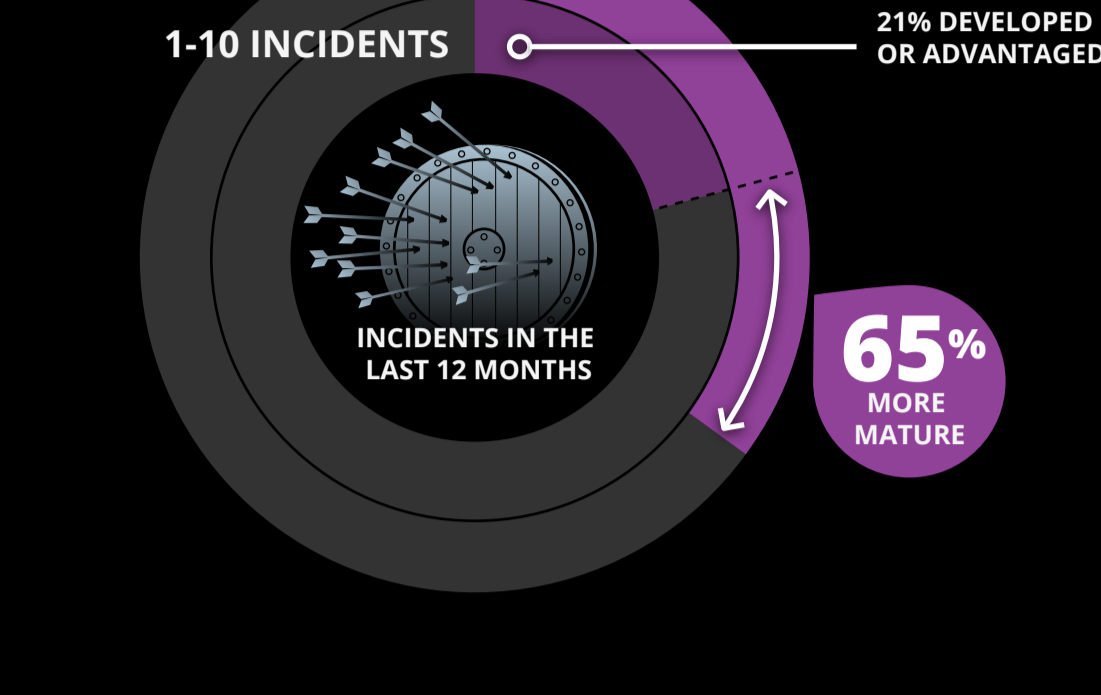 1-10 INCIDENTS
21% DEVELOPED
OR ADVANTAGED
INCIDENTS IN THE
LAST 12 MONTHS
65%
MORE
MATURE